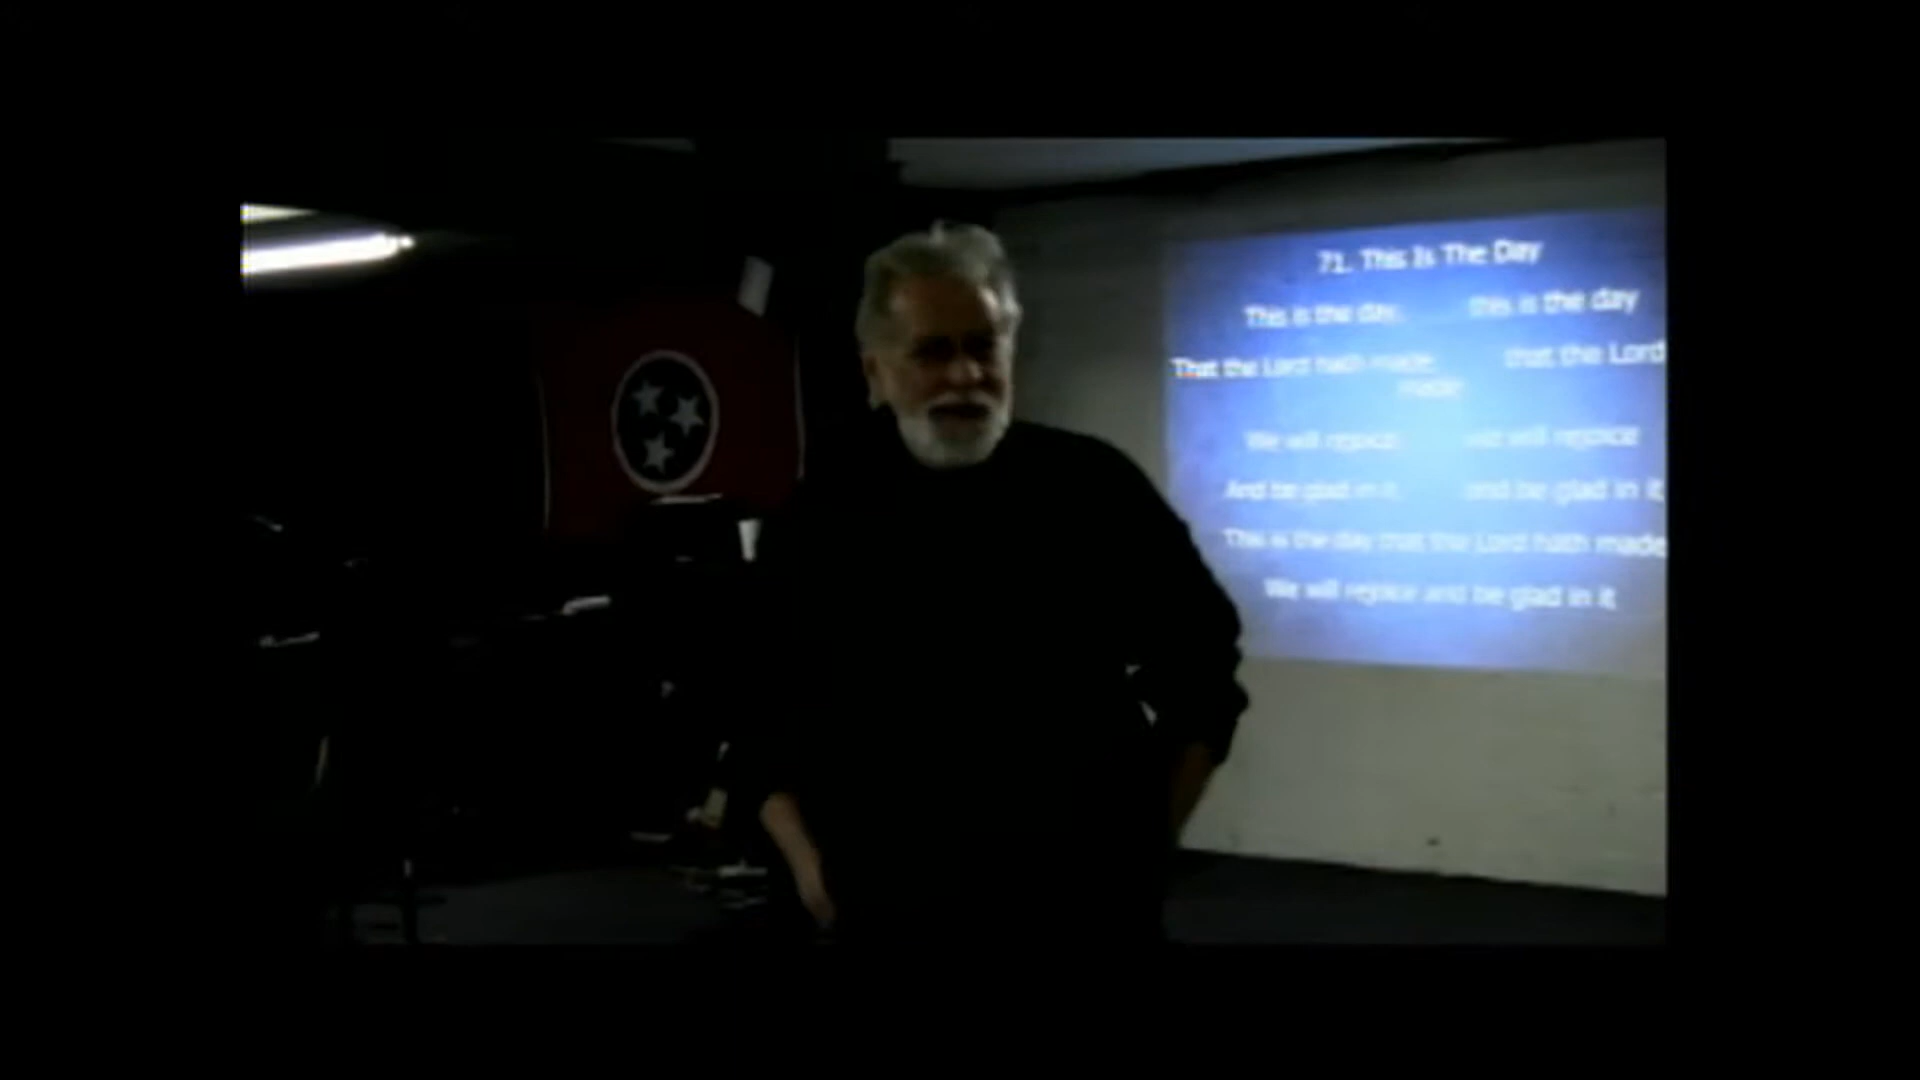 71. This Is The Day
This is the day, this is the day
That the Lord hath made, that the Lord
made
We will rejoice, we will rejoice
And be glad in it, and be glad in it
This is the day that the Lord hath made
We will rejoice and be glad in it